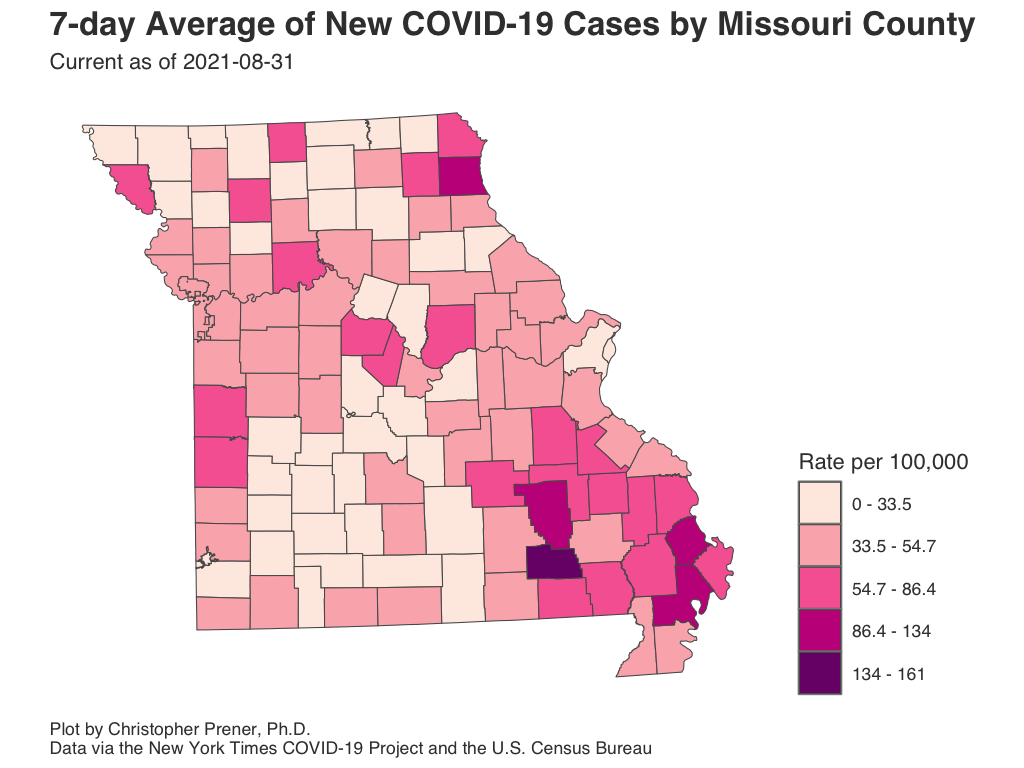 7-day Average of New COVID-19 Cases by Missouri County
Current as of 2021-08-31
Rate per 100,000
0 - 33.5
33.5 - 54.7
54.7 - 86.4
86.4 - 134
134 - 161
Plot by Christopher Prener, Ph.D.
Data via the New York Times COVID-19 Project and the U.S. Census Bureau